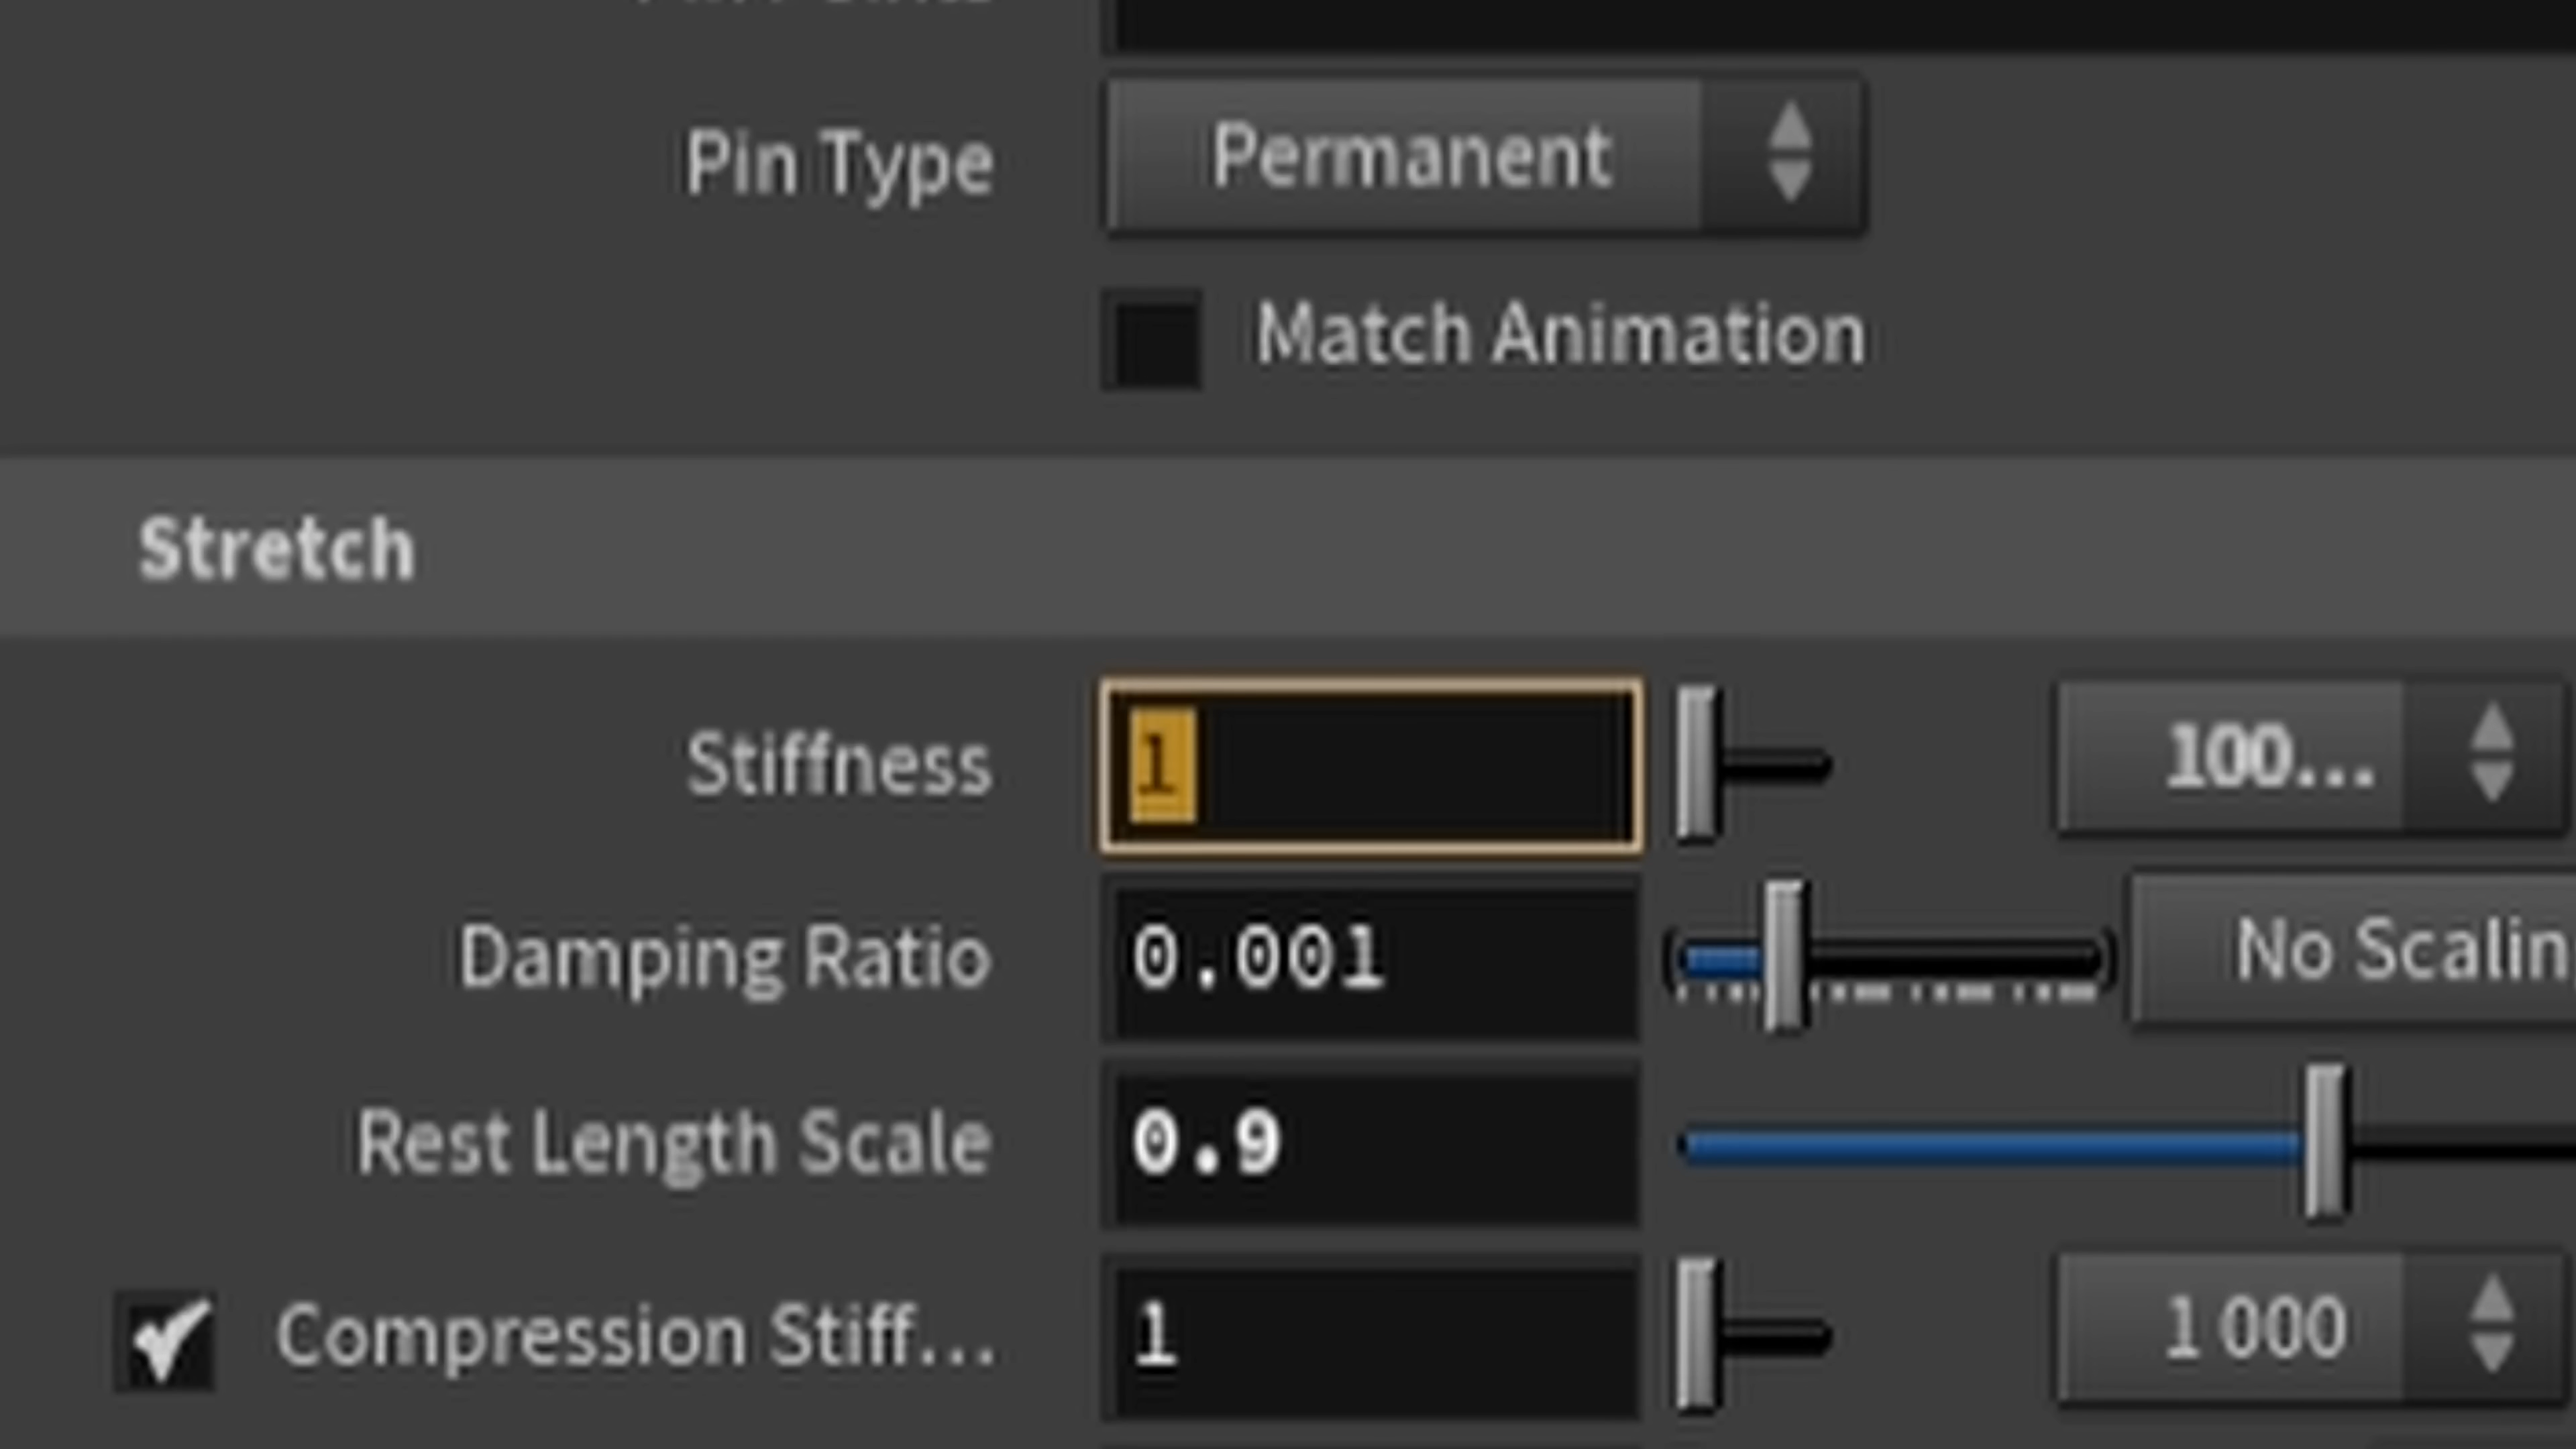 Pin Type Permanent
Match Animation
Stretch
Stiffness 1 100...
Damping Ratio 0.001 No Scalin
Rest Length Scale 0.9
Compression Stiff... 1 1000